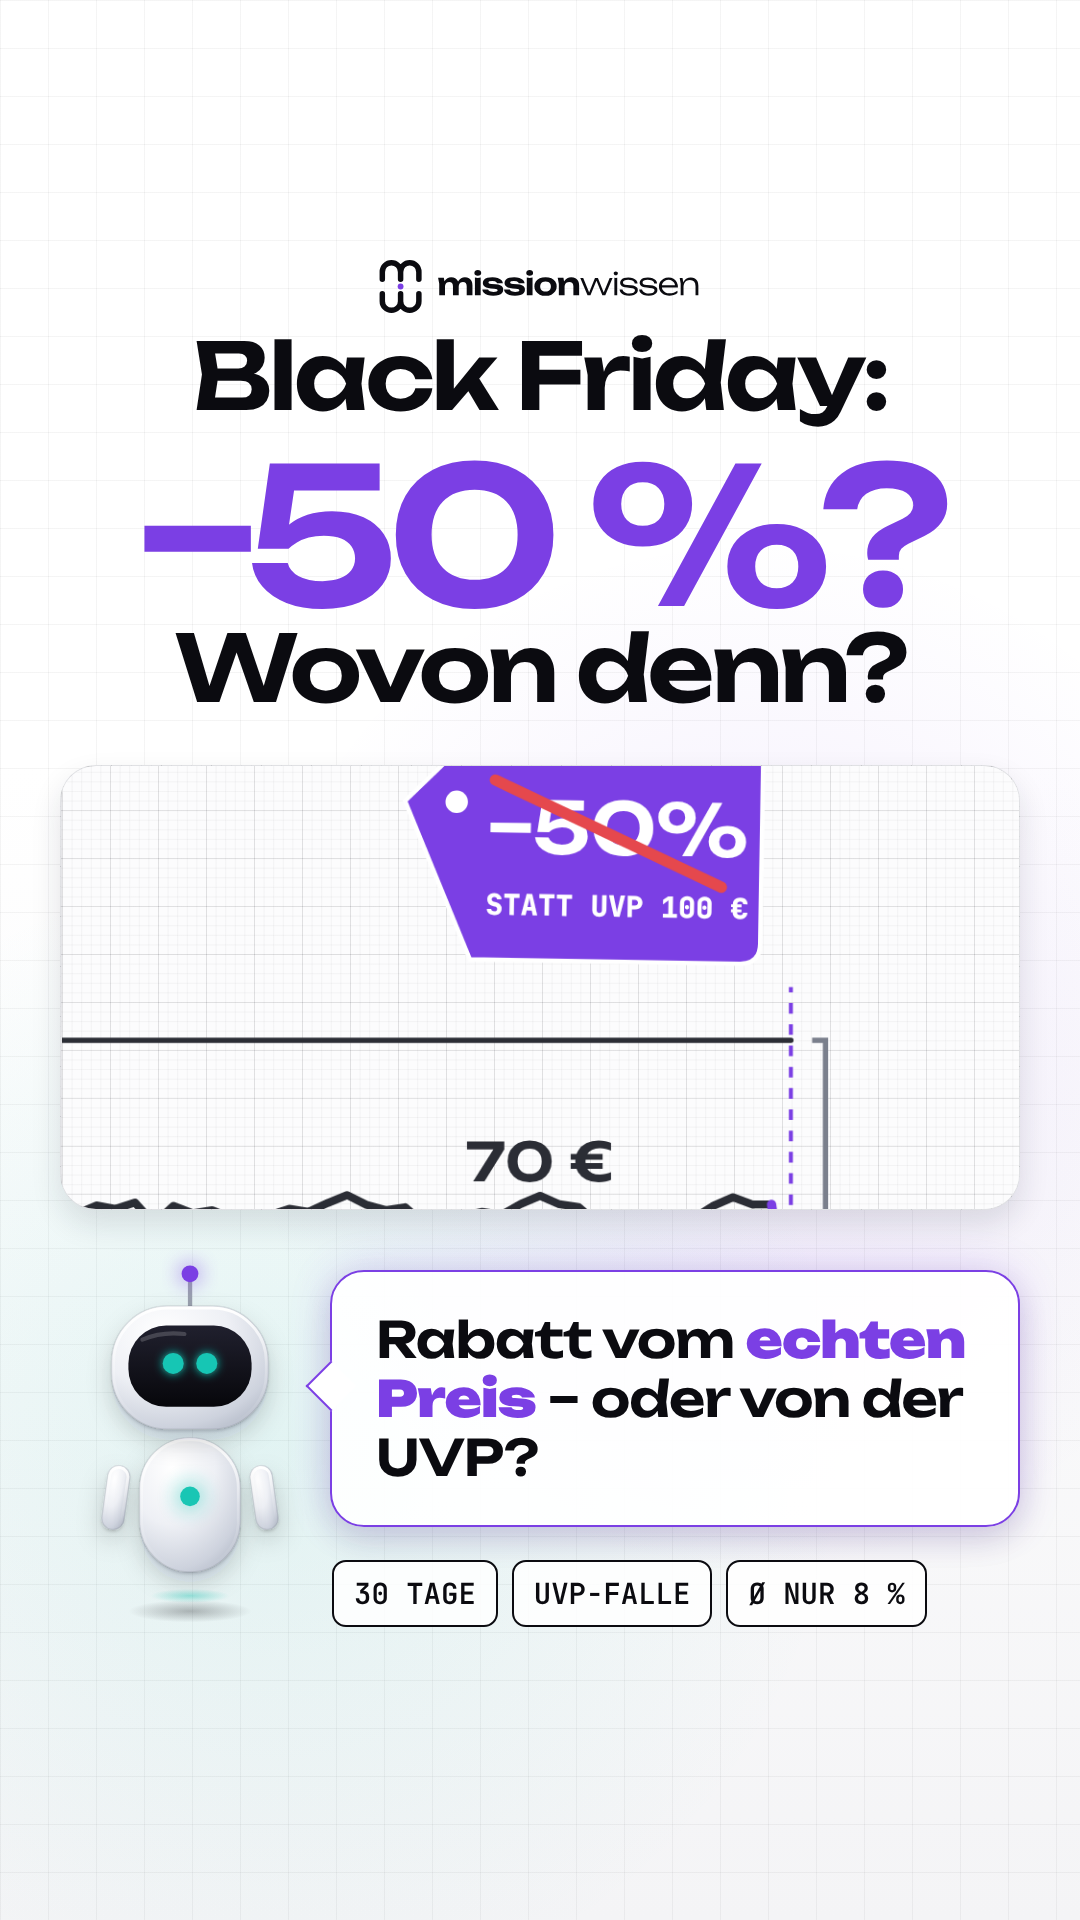 missionwissen
Black Friday:
–50 %?
Wovon denn?
–50%
STATT UVP 100 €
70 €
Rabatt vom echten
Preis – oder von der
UVP?
30 TAGE
UVP-FALLE
Ø NUR 8 %